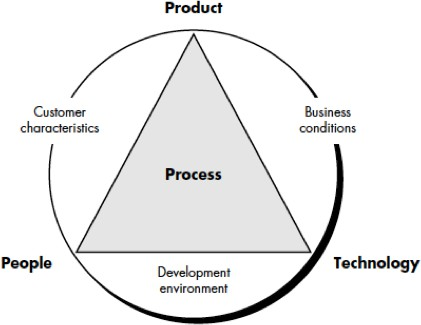 Product
Customer
characteristics
Business
conditions
Process
People
Technology
Development
environment